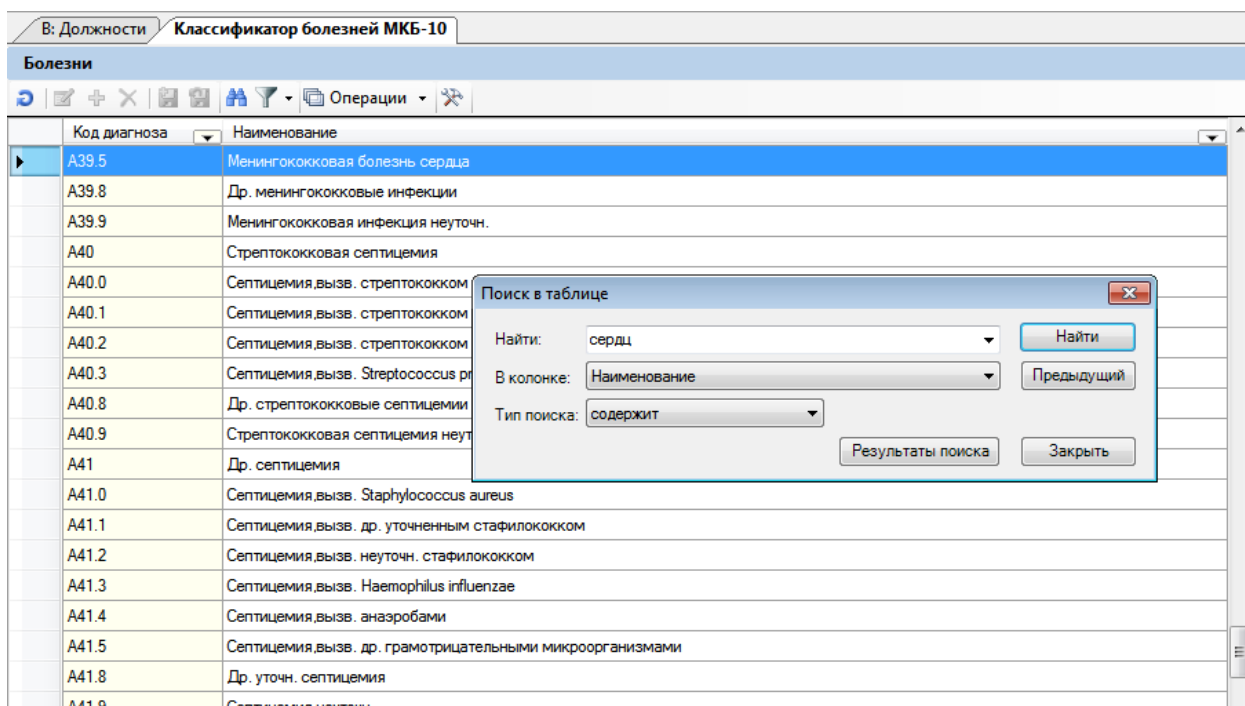 В: Должности Классификатор болезней МКБ-10
Болезни
Операции
Код диагноза Наименование
A39.5 Менингококковая болезнь сердца
A39.8 Др. менингококковые инфекции
A39.9 Менингококковая инфекция неуточн.
A40 Стрептококковая септицемия
A40.0 Септицемия,вызв. стрептококком
A40.1 Септицемия,вызв. стрептококком
A40.2 Септицемия,вызв. стрептококком
A40.3 Септицемия,вызв. Streptococcus
A40.8 Др. стрептококковые септицемии
A40.9 Стрептококковая септицемия
A41 Др. септицемия
A41.0 Септицемия,вызв. Staphylococcus aureus
A41.1 Септицемия,вызв. др. уточненным стафилококком
A41.2 Септицемия,вызв. неуточн. стафилококком
A41.3 Септицемия,вызв. Haemophilus influenzae
A41.4 Септицемия,вызв. анаэробами
A41.5 Септицемия,вызв. др. грамотрицательными микроорганизмами
A41.8 Др. уточн. септицемия
Поиск в таблице
Найти: сердц Найти
В колонке: Наименование Предыдущий
Тип поиска: содержит
Результаты поиска Закрыть